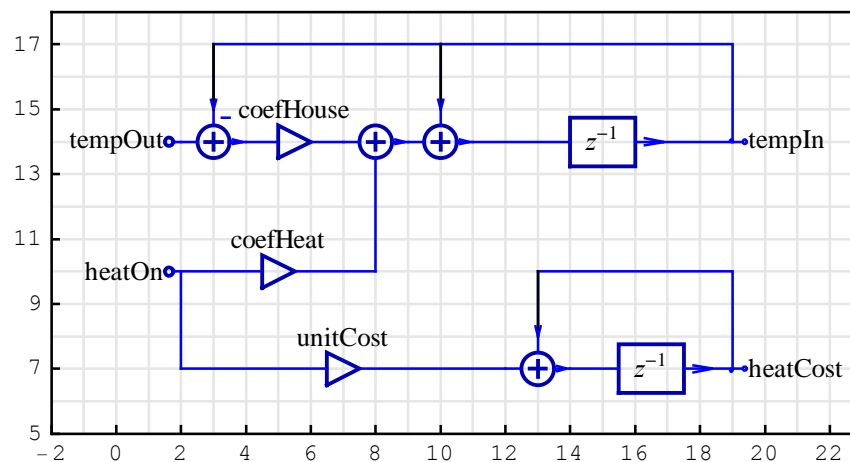 17
15
13
11
9
7
5
−
coefHouse
tempOut
+
+
+
z⁻¹
tempIn
coefHeat
heatOn
unitCost
+
z⁻¹
heatCost
−2 0 2 4 6 8 10 12 14 16 18 20 22